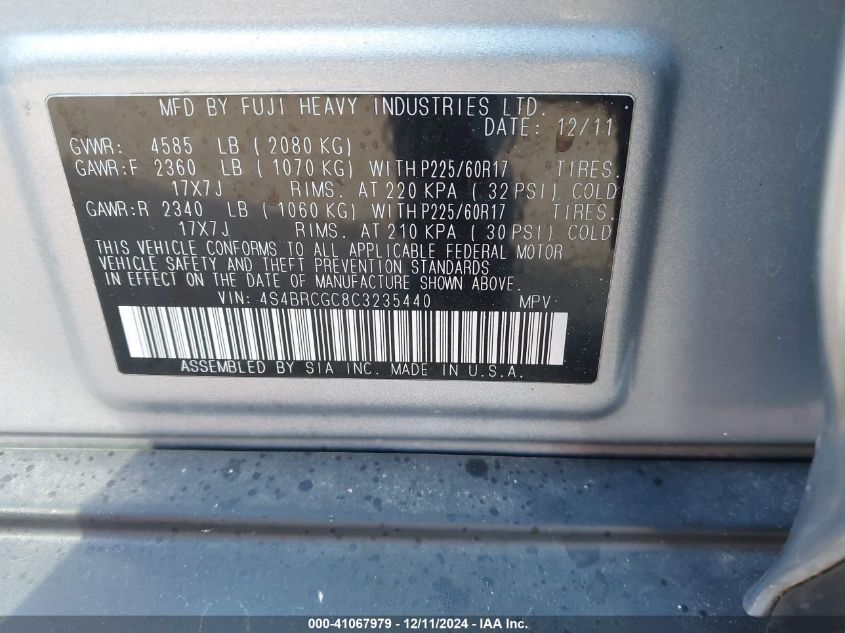 MFD BY FUJI HEAVY INDUSTRIES LTD.
DATE: 12/11
GVWR: 4585 LB ( 2080 KG)
GAWR:F 2360 LB ( 1070 KG) WITH P225/60R17 TIRES.
17X7J RIMS. AT 220 KPA ( 32 PSI) COLD
GAWR:R 2340 LB ( 1060 KG) WITH P225/60R17 TIRES.
17X7J RIMS. AT 210 KPA ( 30 PSI) COLD
THIS VEHICLE CONFORMS TO ALL APPLICABLE FEDERAL MOTOR
VEHICLE SAFETY AND THEFT PREVENTION STANDARDS
IN EFFECT ON THE DATE OF MANUFACTURE SHOWN ABOVE.
VIN: 4S4BRCGC8C3235440 MPV
ASSEMBLED BY SIA INC. MADE IN U.S.A.
000-41067979 - 12/11/2024 - IAA Inc.